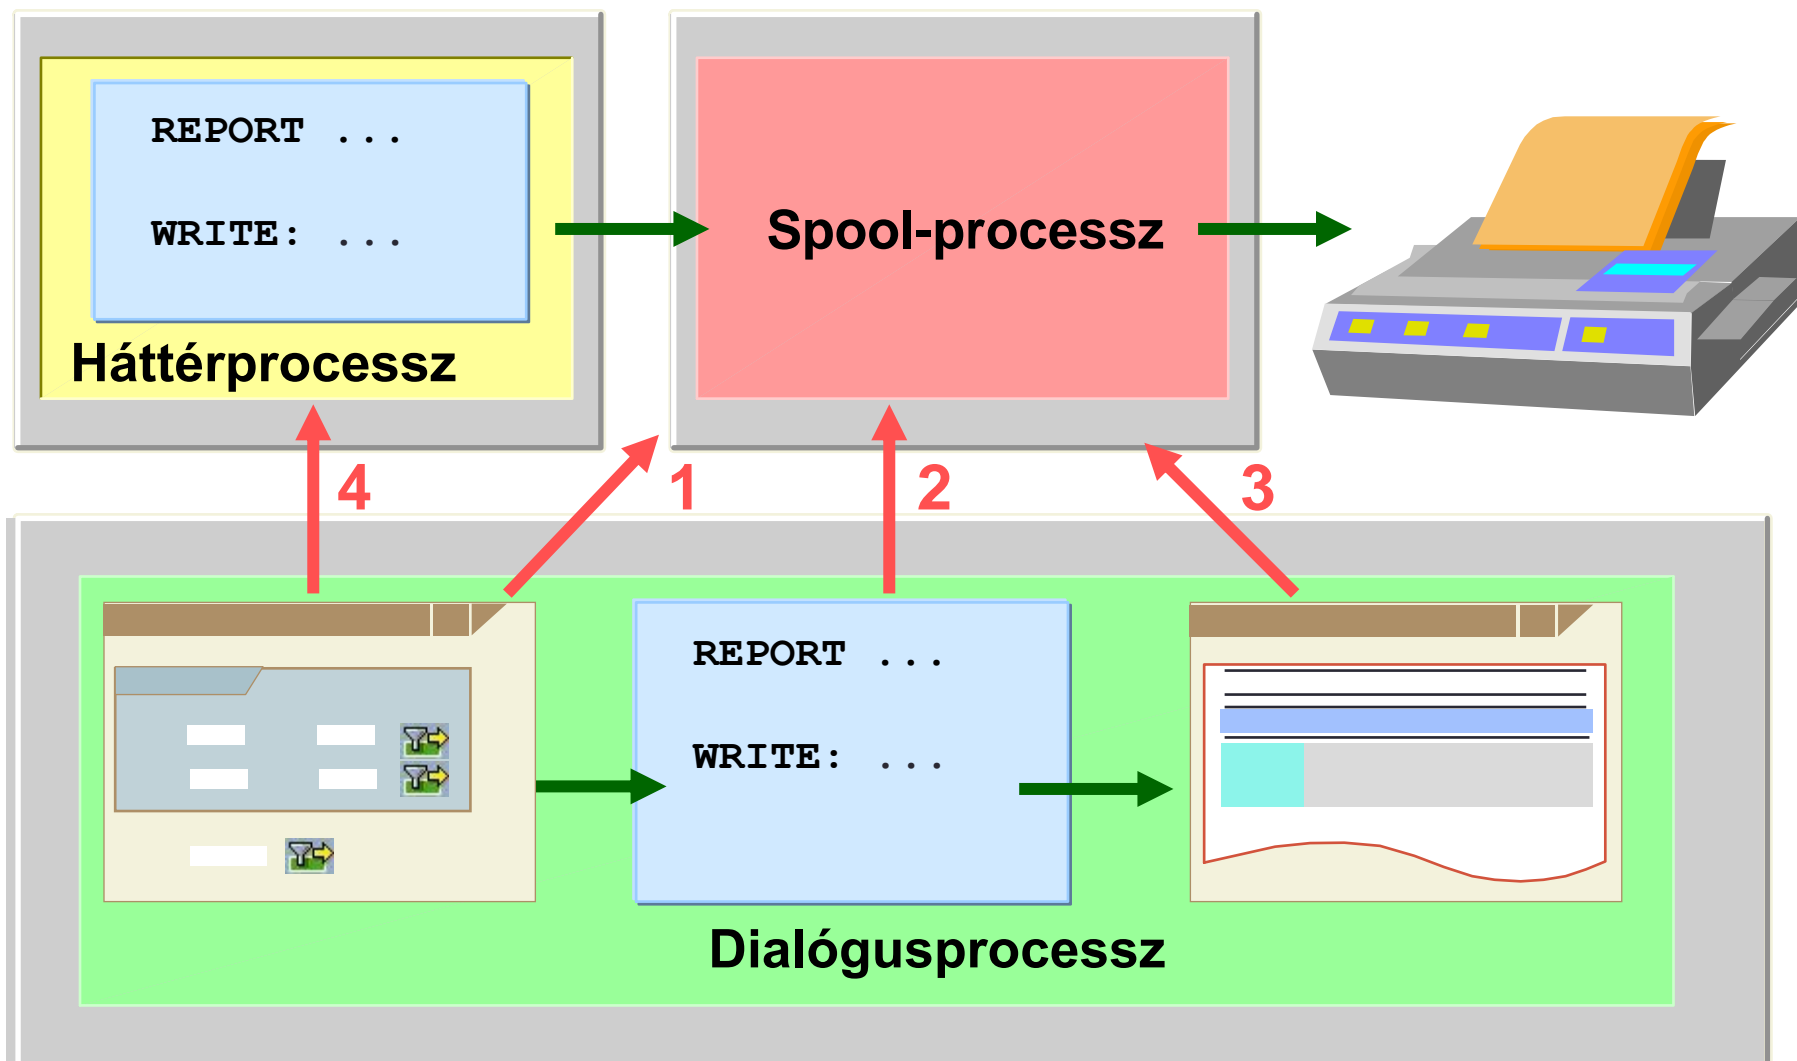 REPORT ...
WRITE: ...
Háttérprocessz
Spool-processz
4
1
2
3
REPORT ...
WRITE: ...
Dialógusprocessz